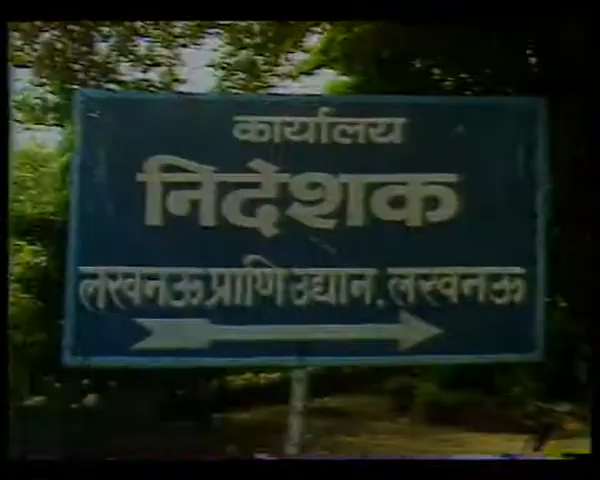 कार्यालय
निदेशक
लखनऊ प्राणि उद्यान, लखनऊ